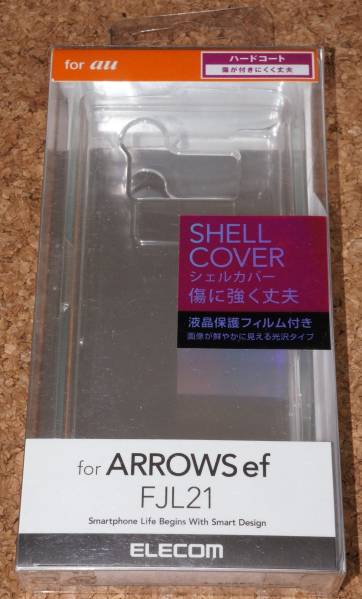 for au
ハードコート
傷が付きにくく丈夫
SHELL
COVER
シェルカバー
傷に強く丈夫
液晶保護フィルム付き
画像が鮮やかに見える光沢タイプ
for ARROWS ef
FJL21
Smartphone Life Begins With Smart Design
ELECOM